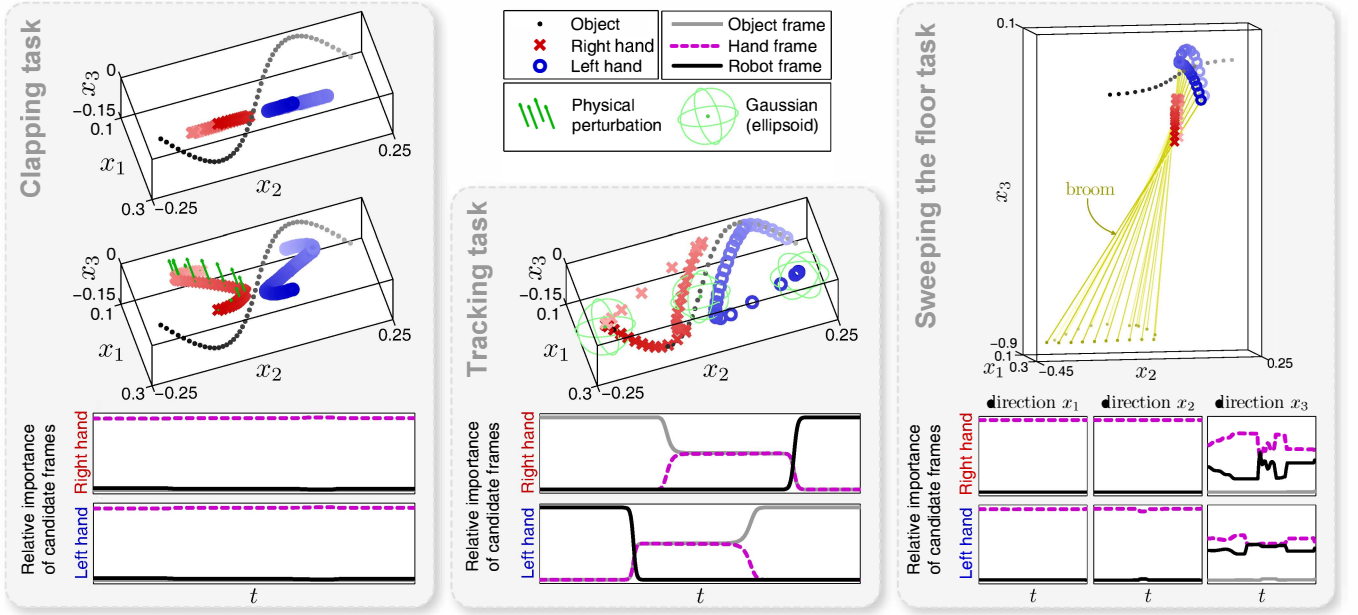 Clapping task
0
−0.15
0.1
x3
x1
x2
0.3
−0.25
0.25
0
−0.15
0.1
x3
x1
x2
0.3
−0.25
0.25
Relative importance
of candidate frames
Right hand
Left hand
t
Object
Right hand
Left hand
Object frame
Hand frame
Robot frame
Physical
perturbation
Gaussian
(ellipsoid)
Tracking task
0
−0.15
0.1
x3
x1
x2
0.3
−0.25
0.25
Relative importance
of candidate frames
Right hand
Left hand
t
Sweeping the floor task
0.1
x3
broom
−0.9
0.1
x1
0.3
−0.45
x2
0.25
direction x1
direction x2
direction x3
Relative importance
of candidate frames
Right hand
Left hand
t
t
t